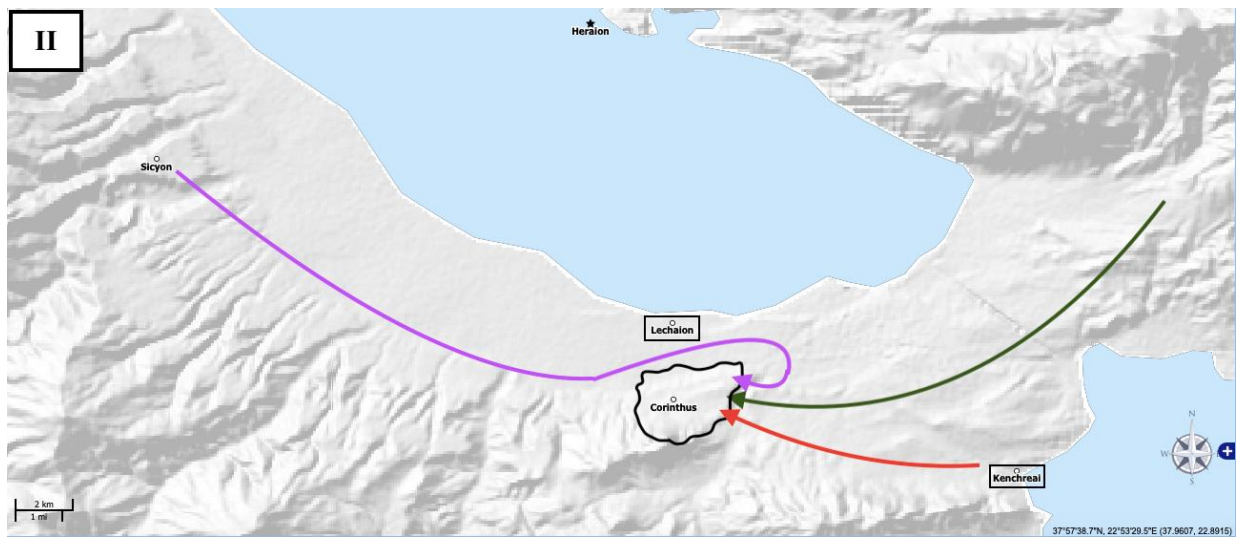 II
Heraion
Sicyon
Lechaion
Corinthus
Kenchreai
N
W
S
2 km
1 mi
37°57'38.7"N, 22°53'29.5"E (37.9607, 22.8915)